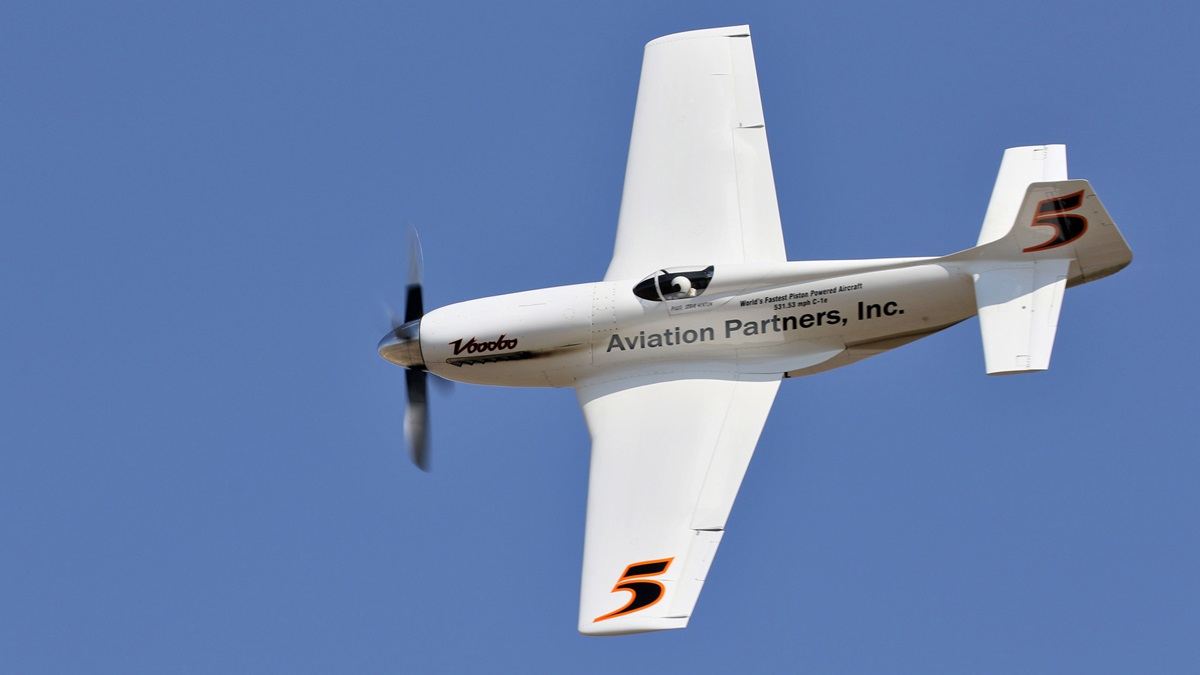 5
Voodoo
World's Fastest Piston Powered Aircraft
531.53 mph C-1e
Aviation Partners, Inc.
5